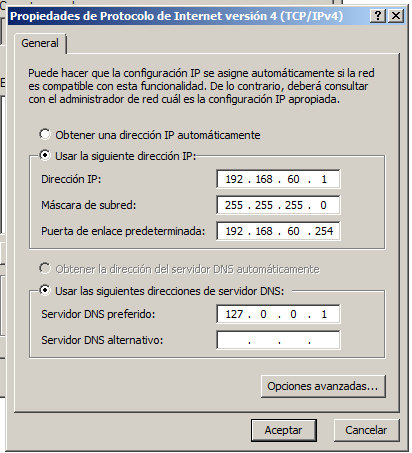 Propiedades de Protocolo de Internet versión 4 (TCP/IPv4)
General
Puede hacer que la configuración IP se asigne automáticamente si la red
es compatible con esta funcionalidad. De lo contrario, deberá consultar
con el administrador de red cuál es la configuración IP apropiada.
Obtener una dirección IP automáticamente
Usar la siguiente dirección IP:
Dirección IP: 192 . 168 . 60 . 1
Máscara de subred: 255 . 255 . 255 . 0
Puerta de enlace predeterminada: 192 . 168 . 60 . 254
Obtener la dirección del servidor DNS automáticamente
Usar las siguientes direcciones de servidor DNS:
Servidor DNS preferido: 127 . 0 . 0 . 1
Servidor DNS alternativo: . . .
Opciones avanzadas...
Aceptar Cancelar